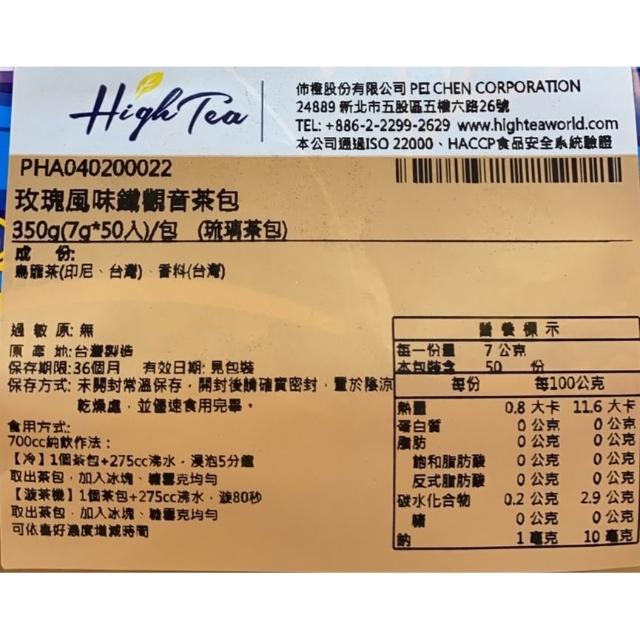 High Tea
沛橙股份有限公司 PEI CHEN CORPORATION
24889 新北市五股區五權六路26號
TEL: +886-2-2299-2629 www.highteaworld.com
本公司通過ISO 22000、HACCP食品安全系統驗證
PHA040200022
玫瑰風味鐵觀音茶包
350g(7g*50入)/包 (琉璃茶包)
成 份:
烏龍茶(印尼、台灣)、香料(台灣)
過 敏 原: 無
原 產 地: 台灣製造
保存期限: 36個月 有效日期: 見包裝
保存方式: 未開封常溫保存，開封後請確實密封，置於陰涼
乾燥處，並儘速食用完畢。
食用方式:
700cc純飲作法：
【冷】1個茶包+275cc沸水，浸泡5分鐘
取出茶包，加入冰塊、糖雪克均勻
【漩茶機】1個茶包+275cc沸水，漩80秒
取出茶包，加入冰塊、糖雪克均勻
可依喜好濃度增減時間
營養標示
每一份量 7 公克
本包裝含 50 份
每份 每100公克
熱量 0.8 大卡 11.6 大卡
蛋白質 0 公克 0 公克
脂肪 0 公克 0 公克
飽和脂肪酸 0 公克 0 公克
反式脂肪酸 0 公克 0 公克
碳水化合物 0.2 公克 2.9 公克
糖 0 公克 0 公克
鈉 1 毫克 10 毫克